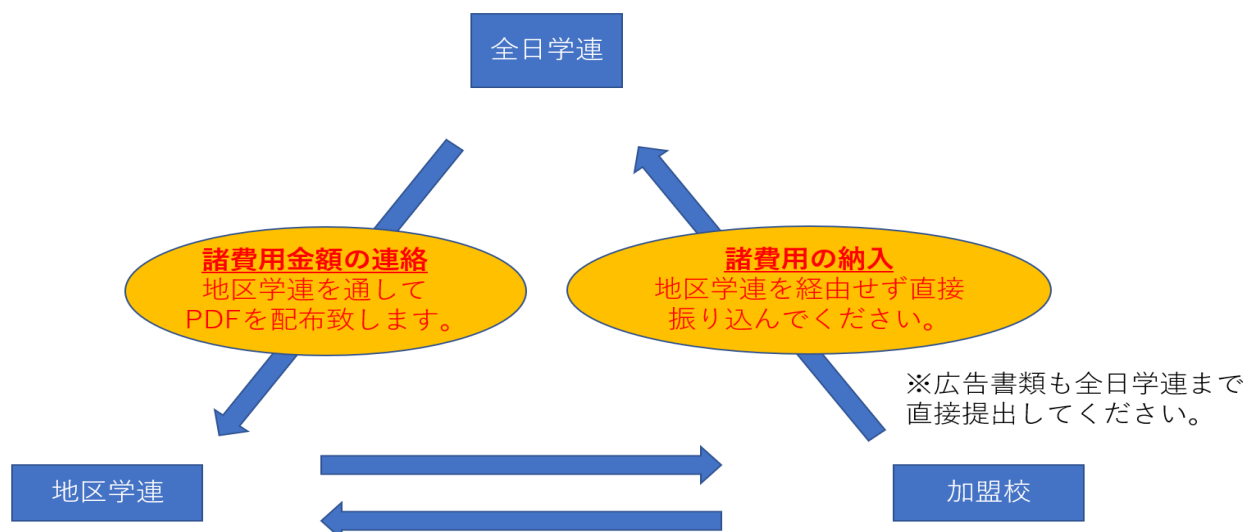 全日学連
諸費用金額の連絡
地区学連を通して
PDFを配布致します。
諸費用の納入
地区学連を経由せず直接
振り込んでください。
※広告書類も全日学連まで
直接提出してください。
地区学連
加盟校